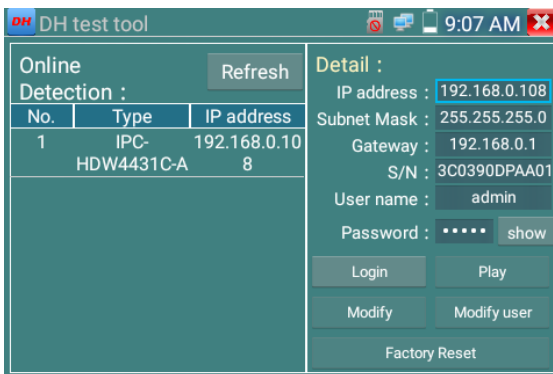 DH DH test tool 9:07 AM
Online
Detection :
Refresh
No. Type IP address
1 IPC-HDW4431C-A 192.168.0.108
Detail :
IP address : 192.168.0.108
Subnet Mask : 255.255.255.0
Gateway : 192.168.0.1
S/N : 3C0390DPAA01
User name : admin
Password : ••••• show
Login Play
Modify Modify user
Factory Reset